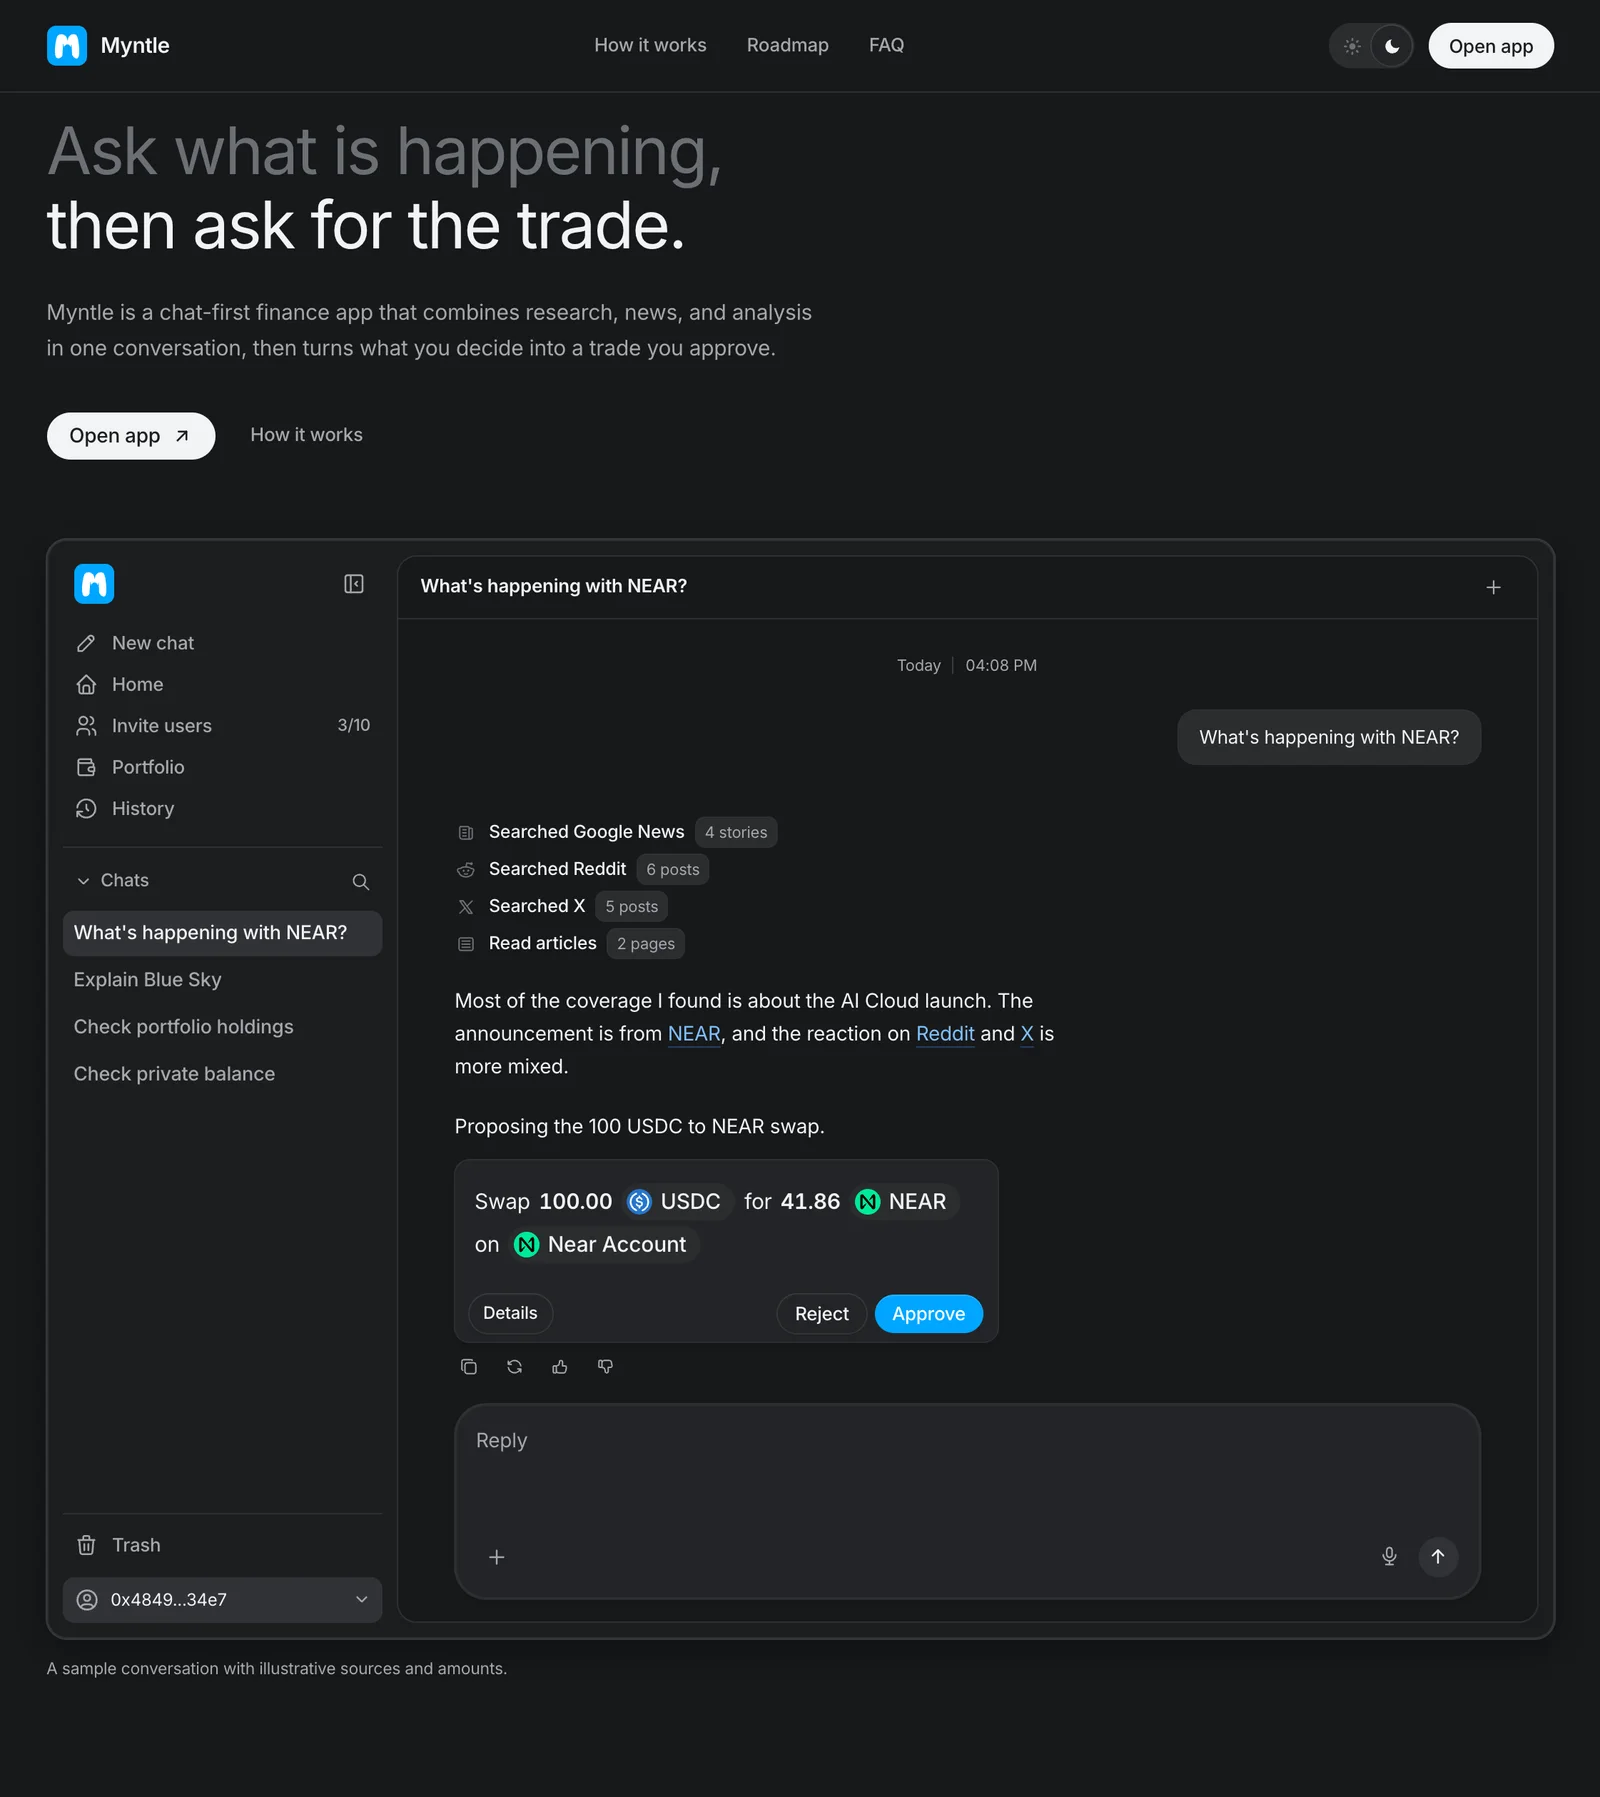 Myntle
How it works
Roadmap
FAQ
Open app
Ask what is happening,
then ask for the trade.
Myntle is a chat-first finance app that combines research, news, and analysis
in one conversation, then turns what you decide into a trade you approve.
Open app
How it works
New chat
Home
Invite users 3/10
Portfolio
History
Chats
What's happening with NEAR?
Explain Blue Sky
Check portfolio holdings
Check private balance
Trash
0x4849...34e7
What's happening with NEAR?
Today 04:08 PM
What's happening with NEAR?
Searched Google News 4 stories
Searched Reddit 6 posts
Searched X 5 posts
Read articles 2 pages
Most of the coverage I found is about the AI Cloud launch. The
announcement is from NEAR, and the reaction on Reddit and X is
more mixed.
Proposing the 100 USDC to NEAR swap.
Swap 100.00 USDC for 41.86 NEAR
on Near Account
Details
Reject
Approve
Reply
A sample conversation with illustrative sources and amounts.